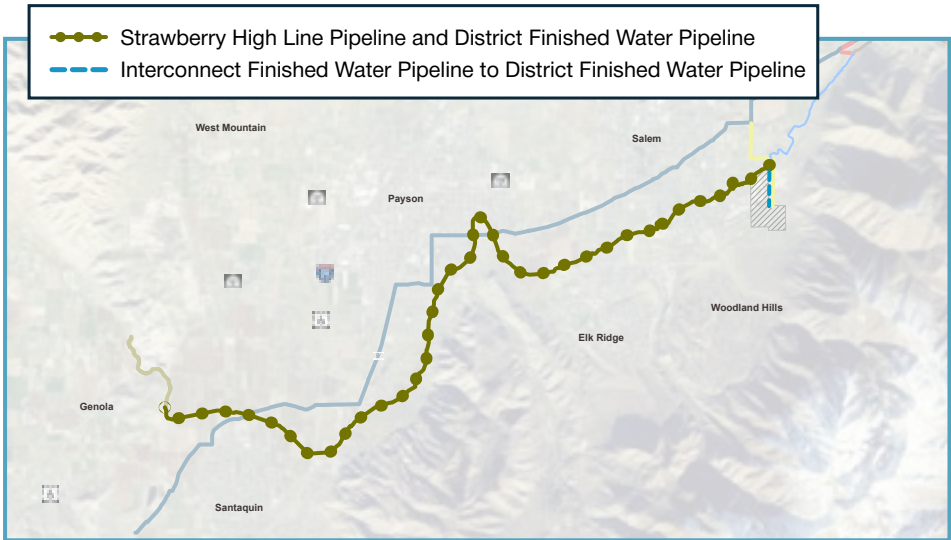 Strawberry High Line Pipeline and District Finished Water Pipeline
Interconnect Finished Water Pipeline to District Finished Water Pipeline
West Mountain
Salem
Payson
Woodland Hills
Elk Ridge
Genola
Santaquin